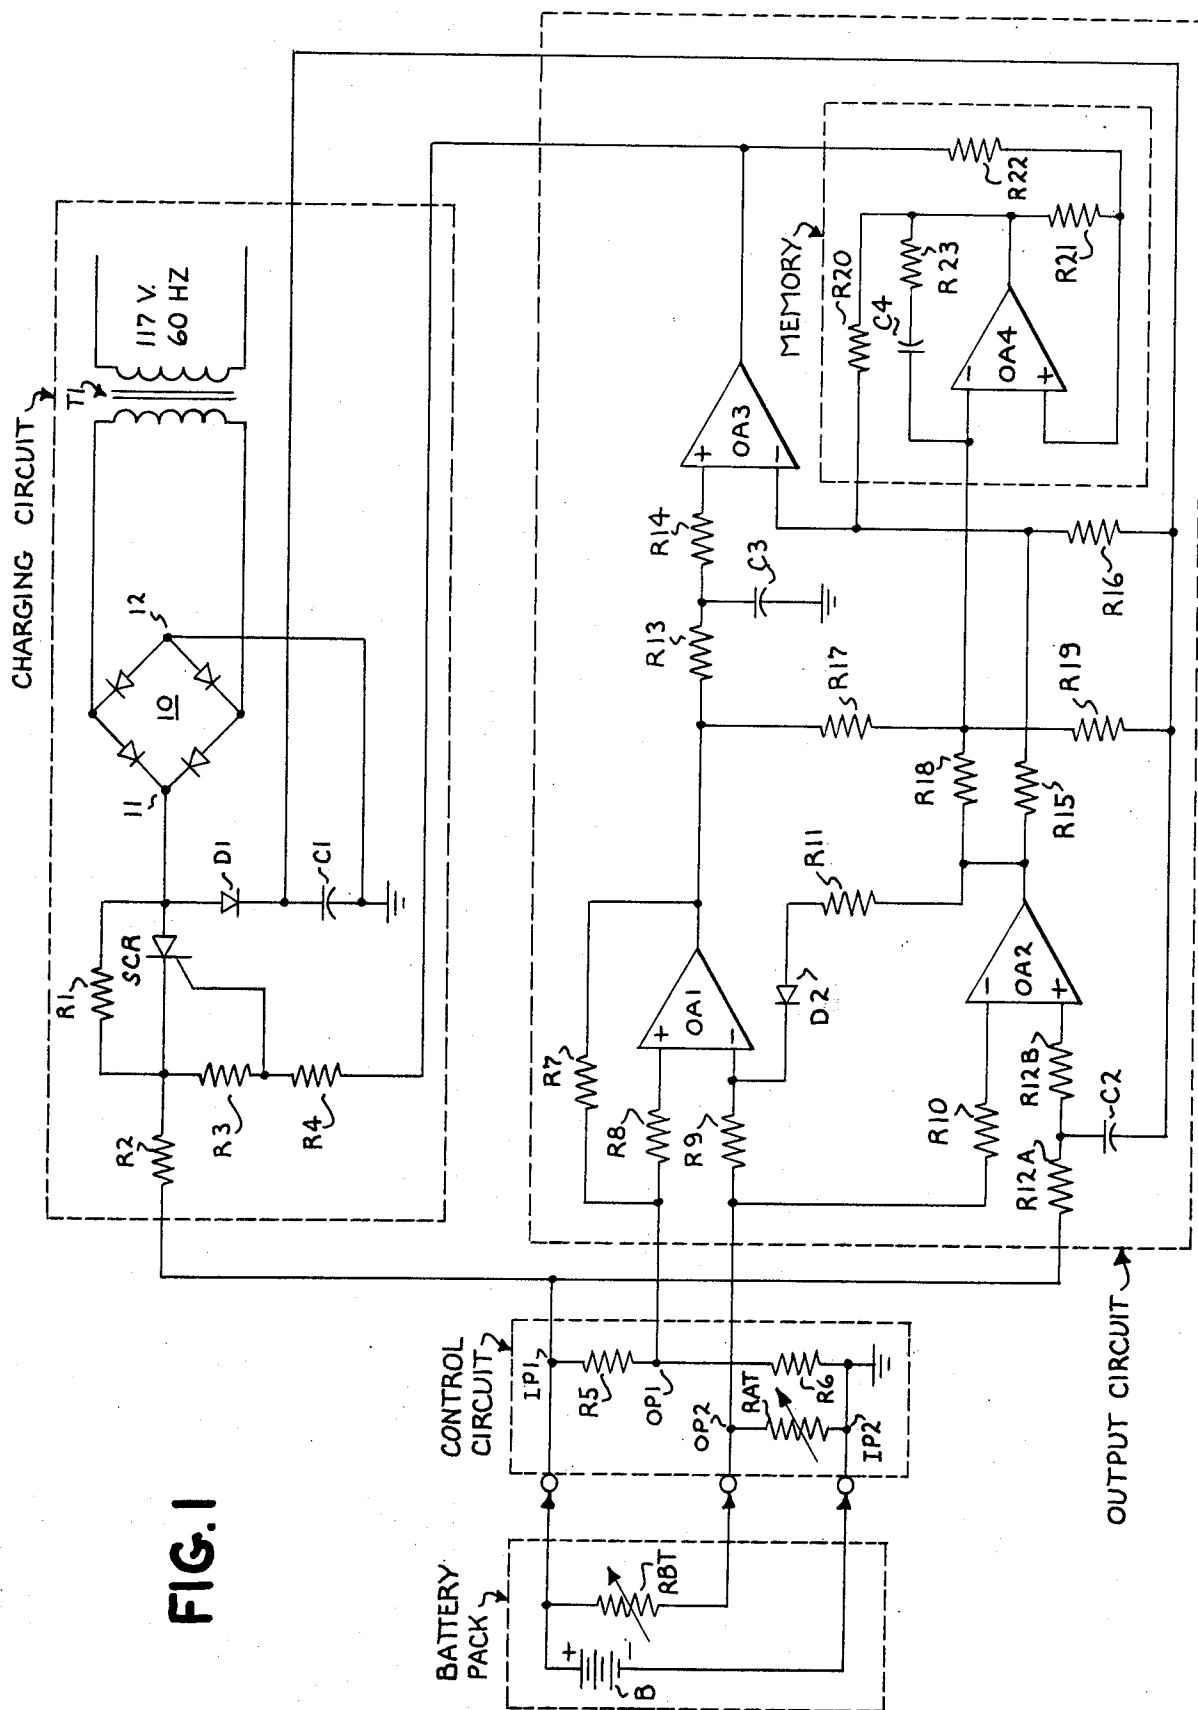 FIG. 1
CHARGING CIRCUIT
T1
117 V.
60 HZ
12
10
11
D1
C1
R1
SCR
R2
R3
R4
BATTERY
PACK
B
RBT
CONTROL
CIRCUIT
IP1
R5
OP1
OP2
RAT
R6
IP2
OUTPUT CIRCUIT
R7
R8
R9
+
OA1
−
D2
R11
R10
R12A
R12B
C2
−
OA2
+
R13
R14
C3
R17
R18
R15
R19
R16
+
OA3
−
MEMORY
R20
C4
R23
−
OA4
+
R21
R22
+
−